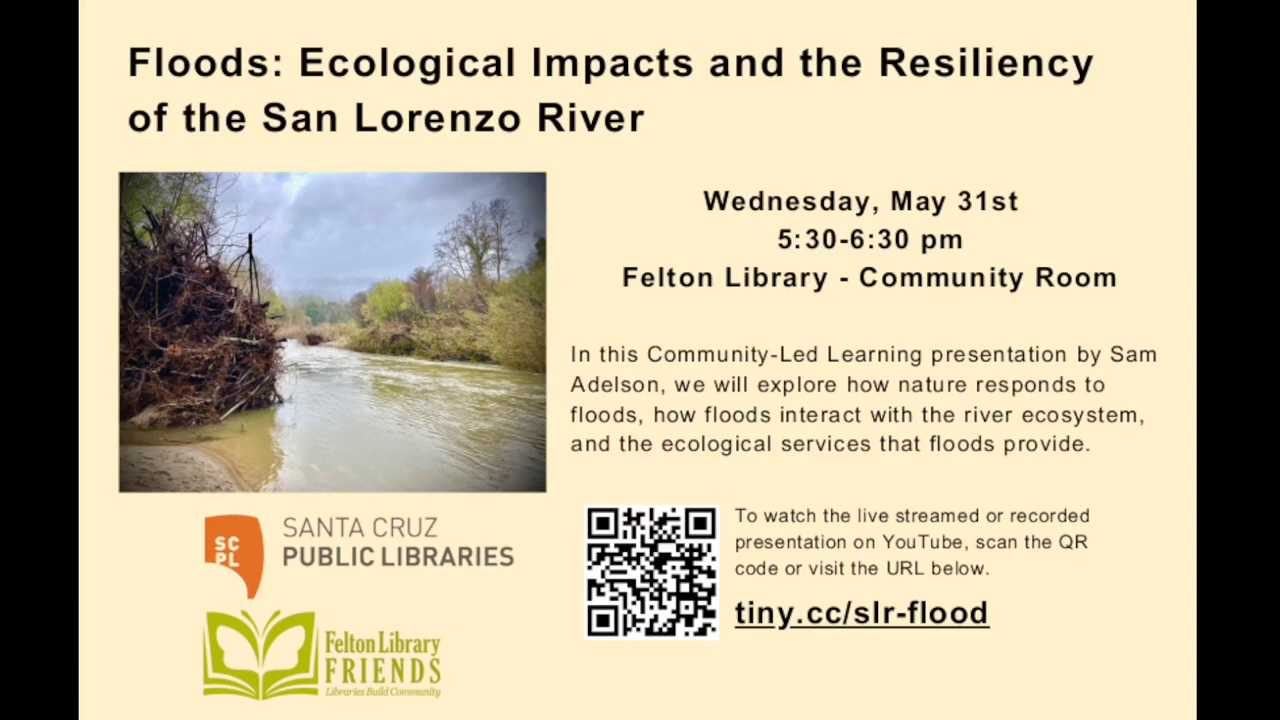 Floods: Ecological Impacts and the Resiliency
of the San Lorenzo River
Wednesday, May 31st
5:30-6:30 pm
Felton Library - Community Room
In this Community-Led Learning presentation by Sam
Adelson, we will explore how nature responds to
floods, how floods interact with the river ecosystem,
and the ecological services that floods provide.
SC
PL
SANTA CRUZ
PUBLIC LIBRARIES
Felton Library
FRIENDS
Libraries Build Community
To watch the live streamed or recorded
presentation on YouTube, scan the QR
code or visit the URL below.
tiny.cc/slr-flood